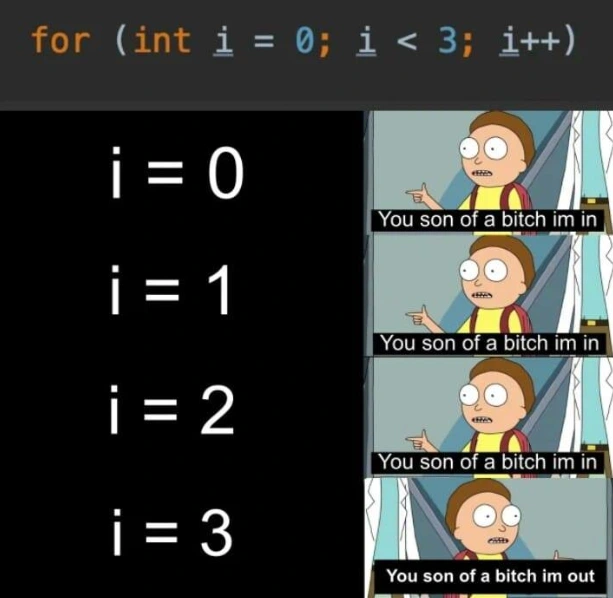 for (int i = 0; i < 3; i++)
i = 0
You son of a bitch im in
i = 1
You son of a bitch im in
i = 2
You son of a bitch im in
i = 3
You son of a bitch im out